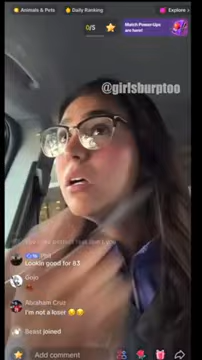 Animals & Pets
Daily Ranking
Explore
0/5
Match Power-Ups
are here!
@girlsburptoo
Lookin good for 83
Gojo
Abraham Cruz
I'm not a loser
Beast joined
Add comment